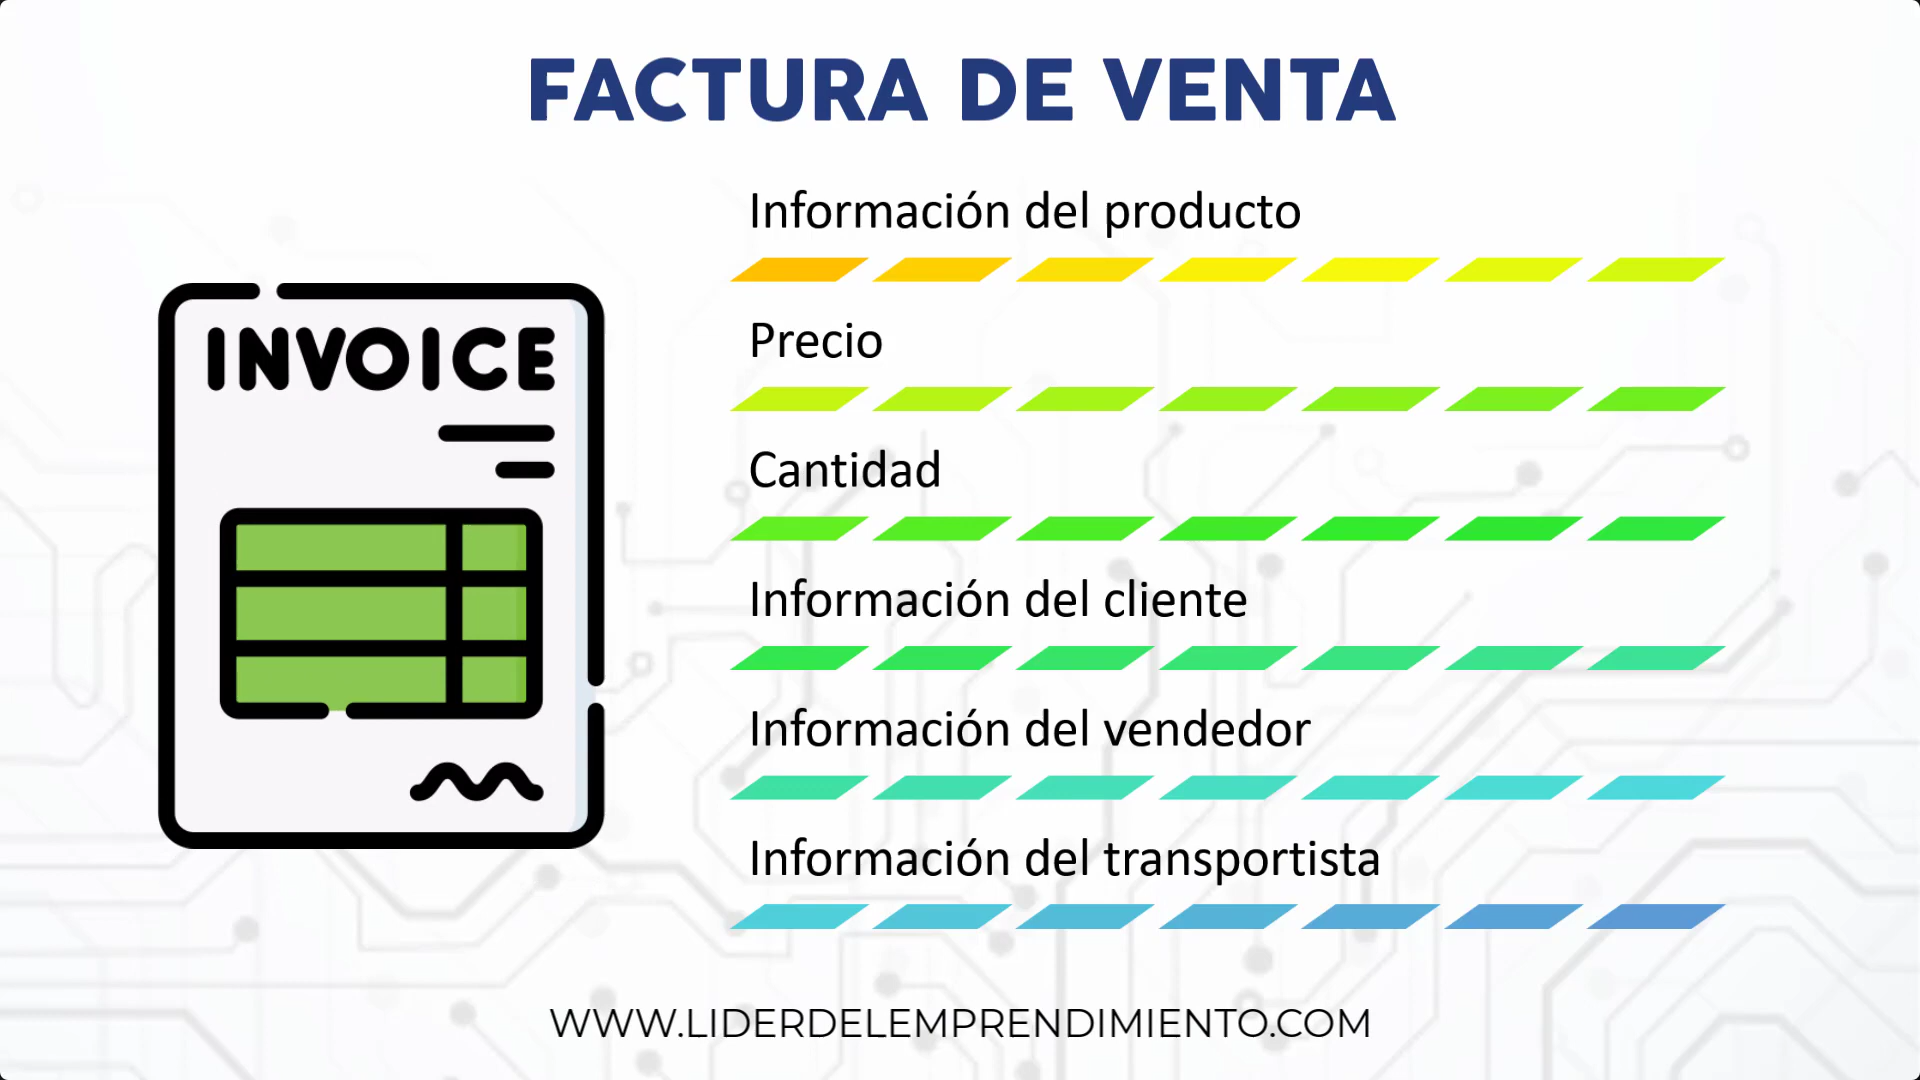 FACTURA DE VENTA
INVOICE
Información del producto
Precio
Cantidad
Información del cliente
Información del vendedor
Información del transportista
WWW.LIDERDELEMPRENDIMIENTO.COM